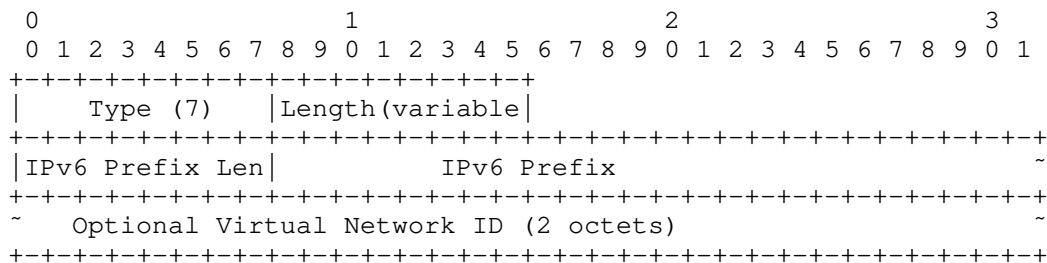 0                   1                   2                   3
 0 1 2 3 4 5 6 7 8 9 0 1 2 3 4 5 6 7 8 9 0 1 2 3 4 5 6 7 8 9 0 1
+-+-+-+-+-+-+-+-+-+-+-+-+-+-+-+-+
|    Type (7)   |Length(variable|
+-+-+-+-+-+-+-+-+-+-+-+-+-+-+-+-+-+-+-+-+-+-+-+-+-+-+-+-+-+-+-+-+
|IPv6 Prefix Len|          IPv6 Prefix                          ~
+-+-+-+-+-+-+-+-+-+-+-+-+-+-+-+-+-+-+-+-+-+-+-+-+-+-+-+-+-+-+-+-+
~   Optional Virtual Network ID (2 octets)                      ~
+-+-+-+-+-+-+-+-+-+-+-+-+-+-+-+-+-+-+-+-+-+-+-+-+-+-+-+-+-+-+-+-+